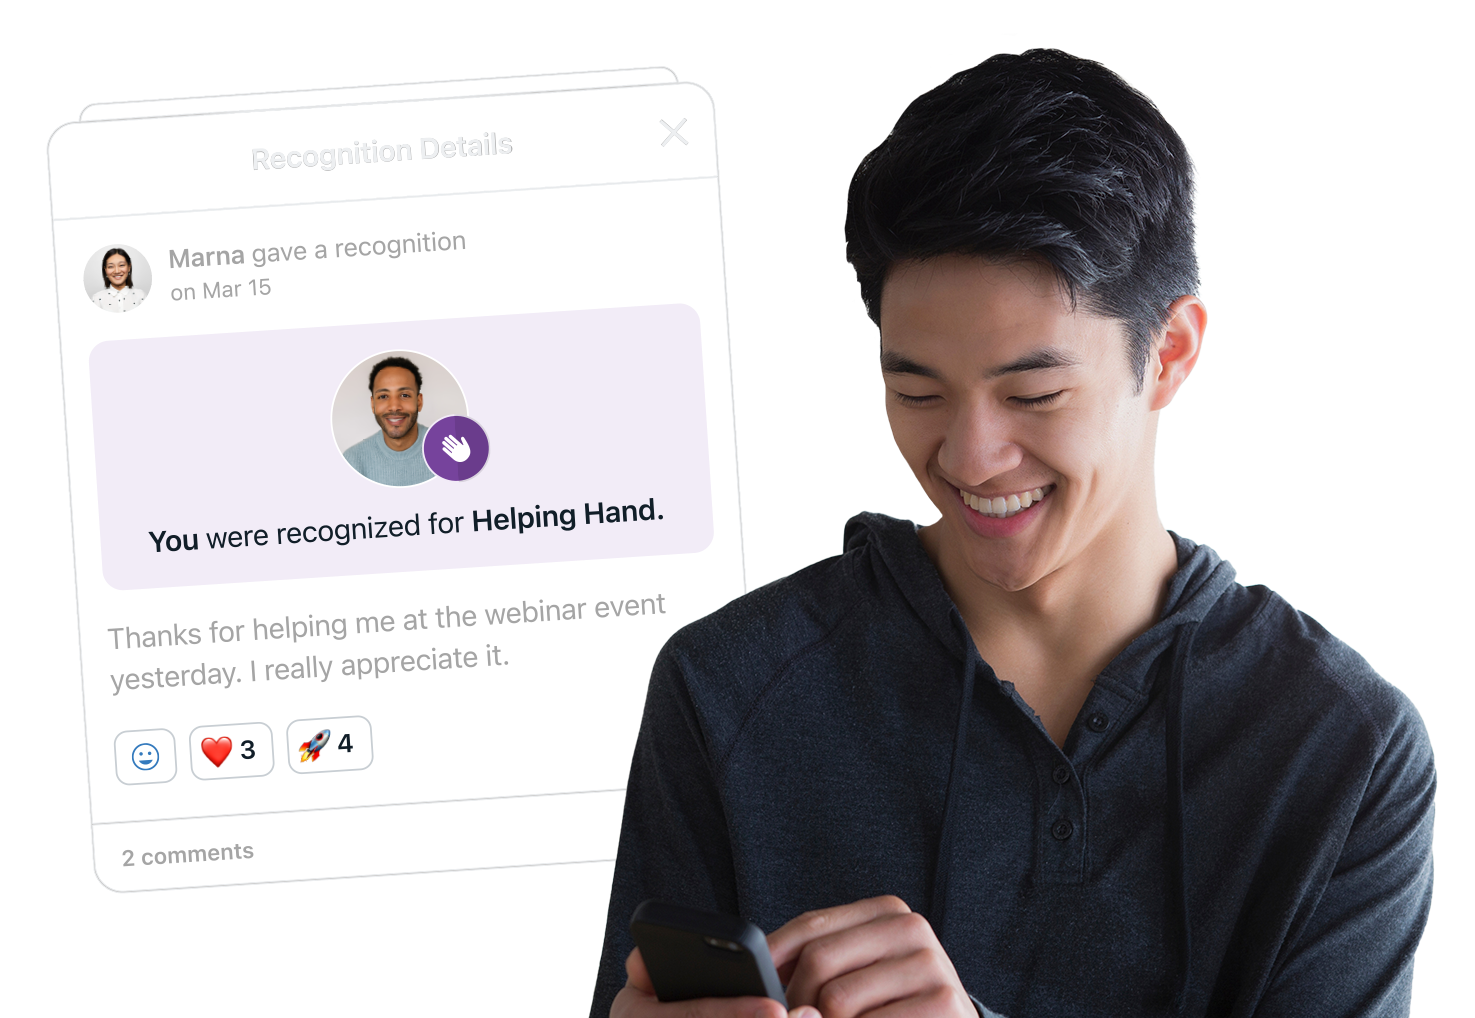 Recognition Details
Marna gave a recognition
on Mar 15
You were recognized for Helping Hand.
Thanks for helping me at the webinar event
yesterday. I really appreciate it.
3
4
2 comments